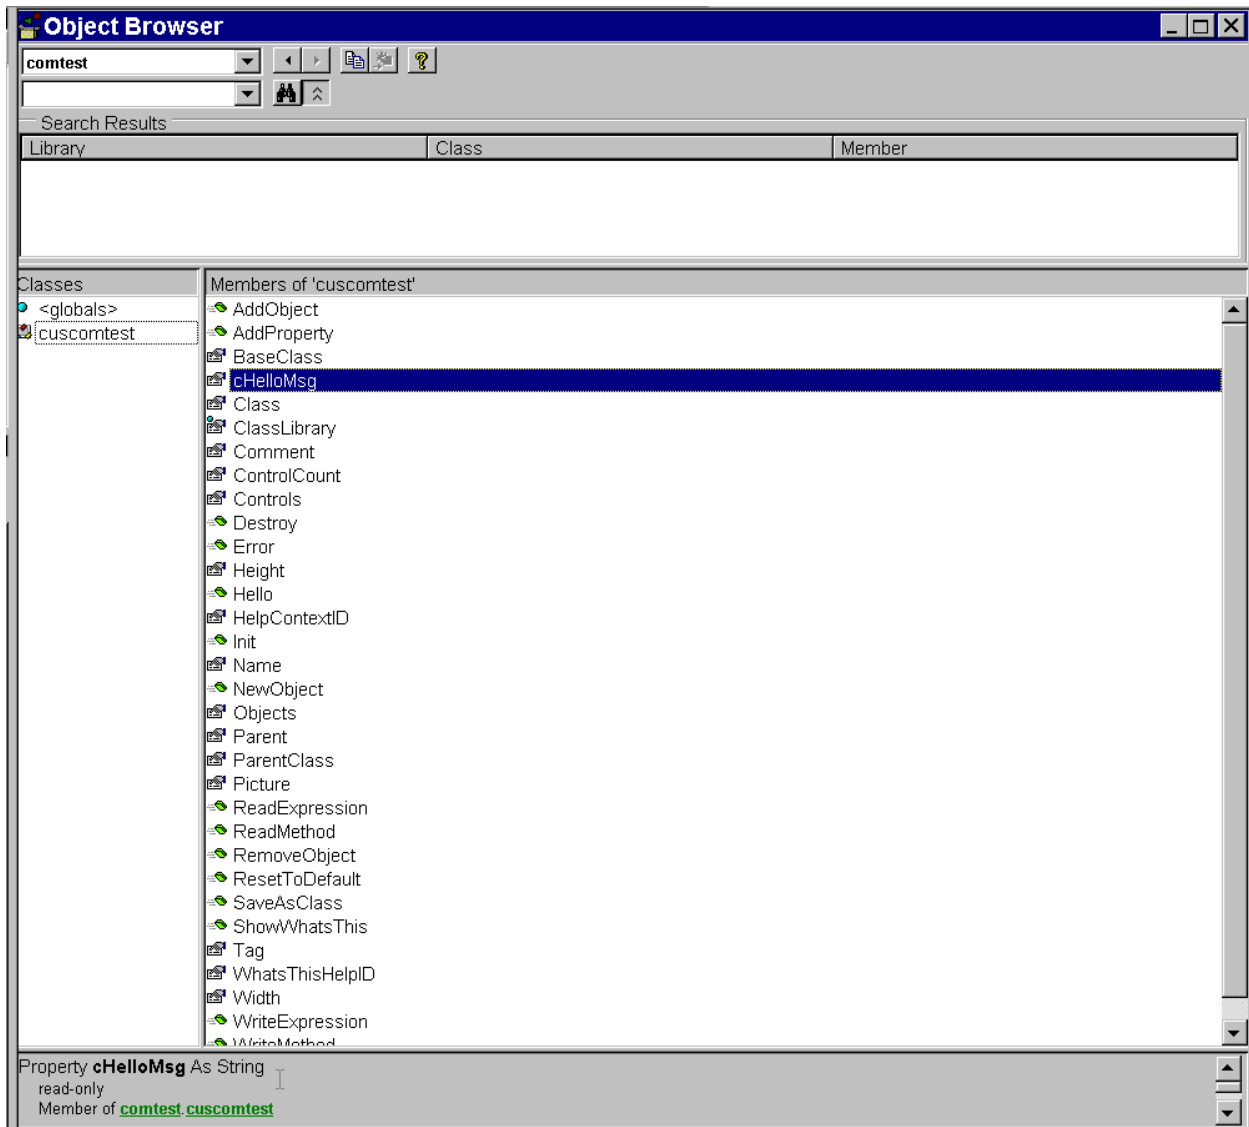 Object Browser
comtest
Search Results
Library Class Member
Classes
Members of 'cuscomtest'
<globals>
cuscomtest
AddObject
AddProperty
BaseClass
cHelloMsg
Class
ClassLibrary
Comment
ControlCount
Controls
Destroy
Error
Height
Hello
HelpContextID
Init
Name
NewObject
Objects
Parent
ParentClass
Picture
ReadExpression
ReadMethod
RemoveObject
ResetToDefault
SaveAsClass
ShowWhatsThis
Tag
WhatsThisHelpID
Width
WriteExpression
WriteMethod
Property cHelloMsg As String
read-only
Member of comtest.cuscomtest